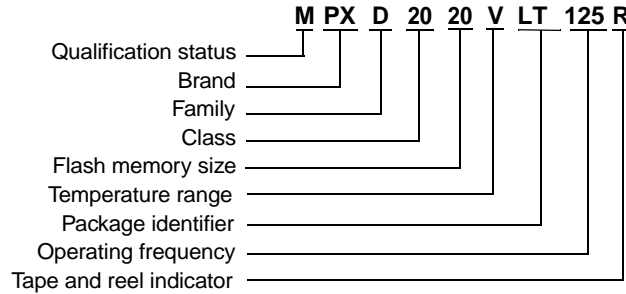 M PX D 20 20 V LT 125 R
Qualification status
Brand
Family
Class
Flash memory size
Temperature range
Package identifier
Operating frequency
Tape and reel indicator